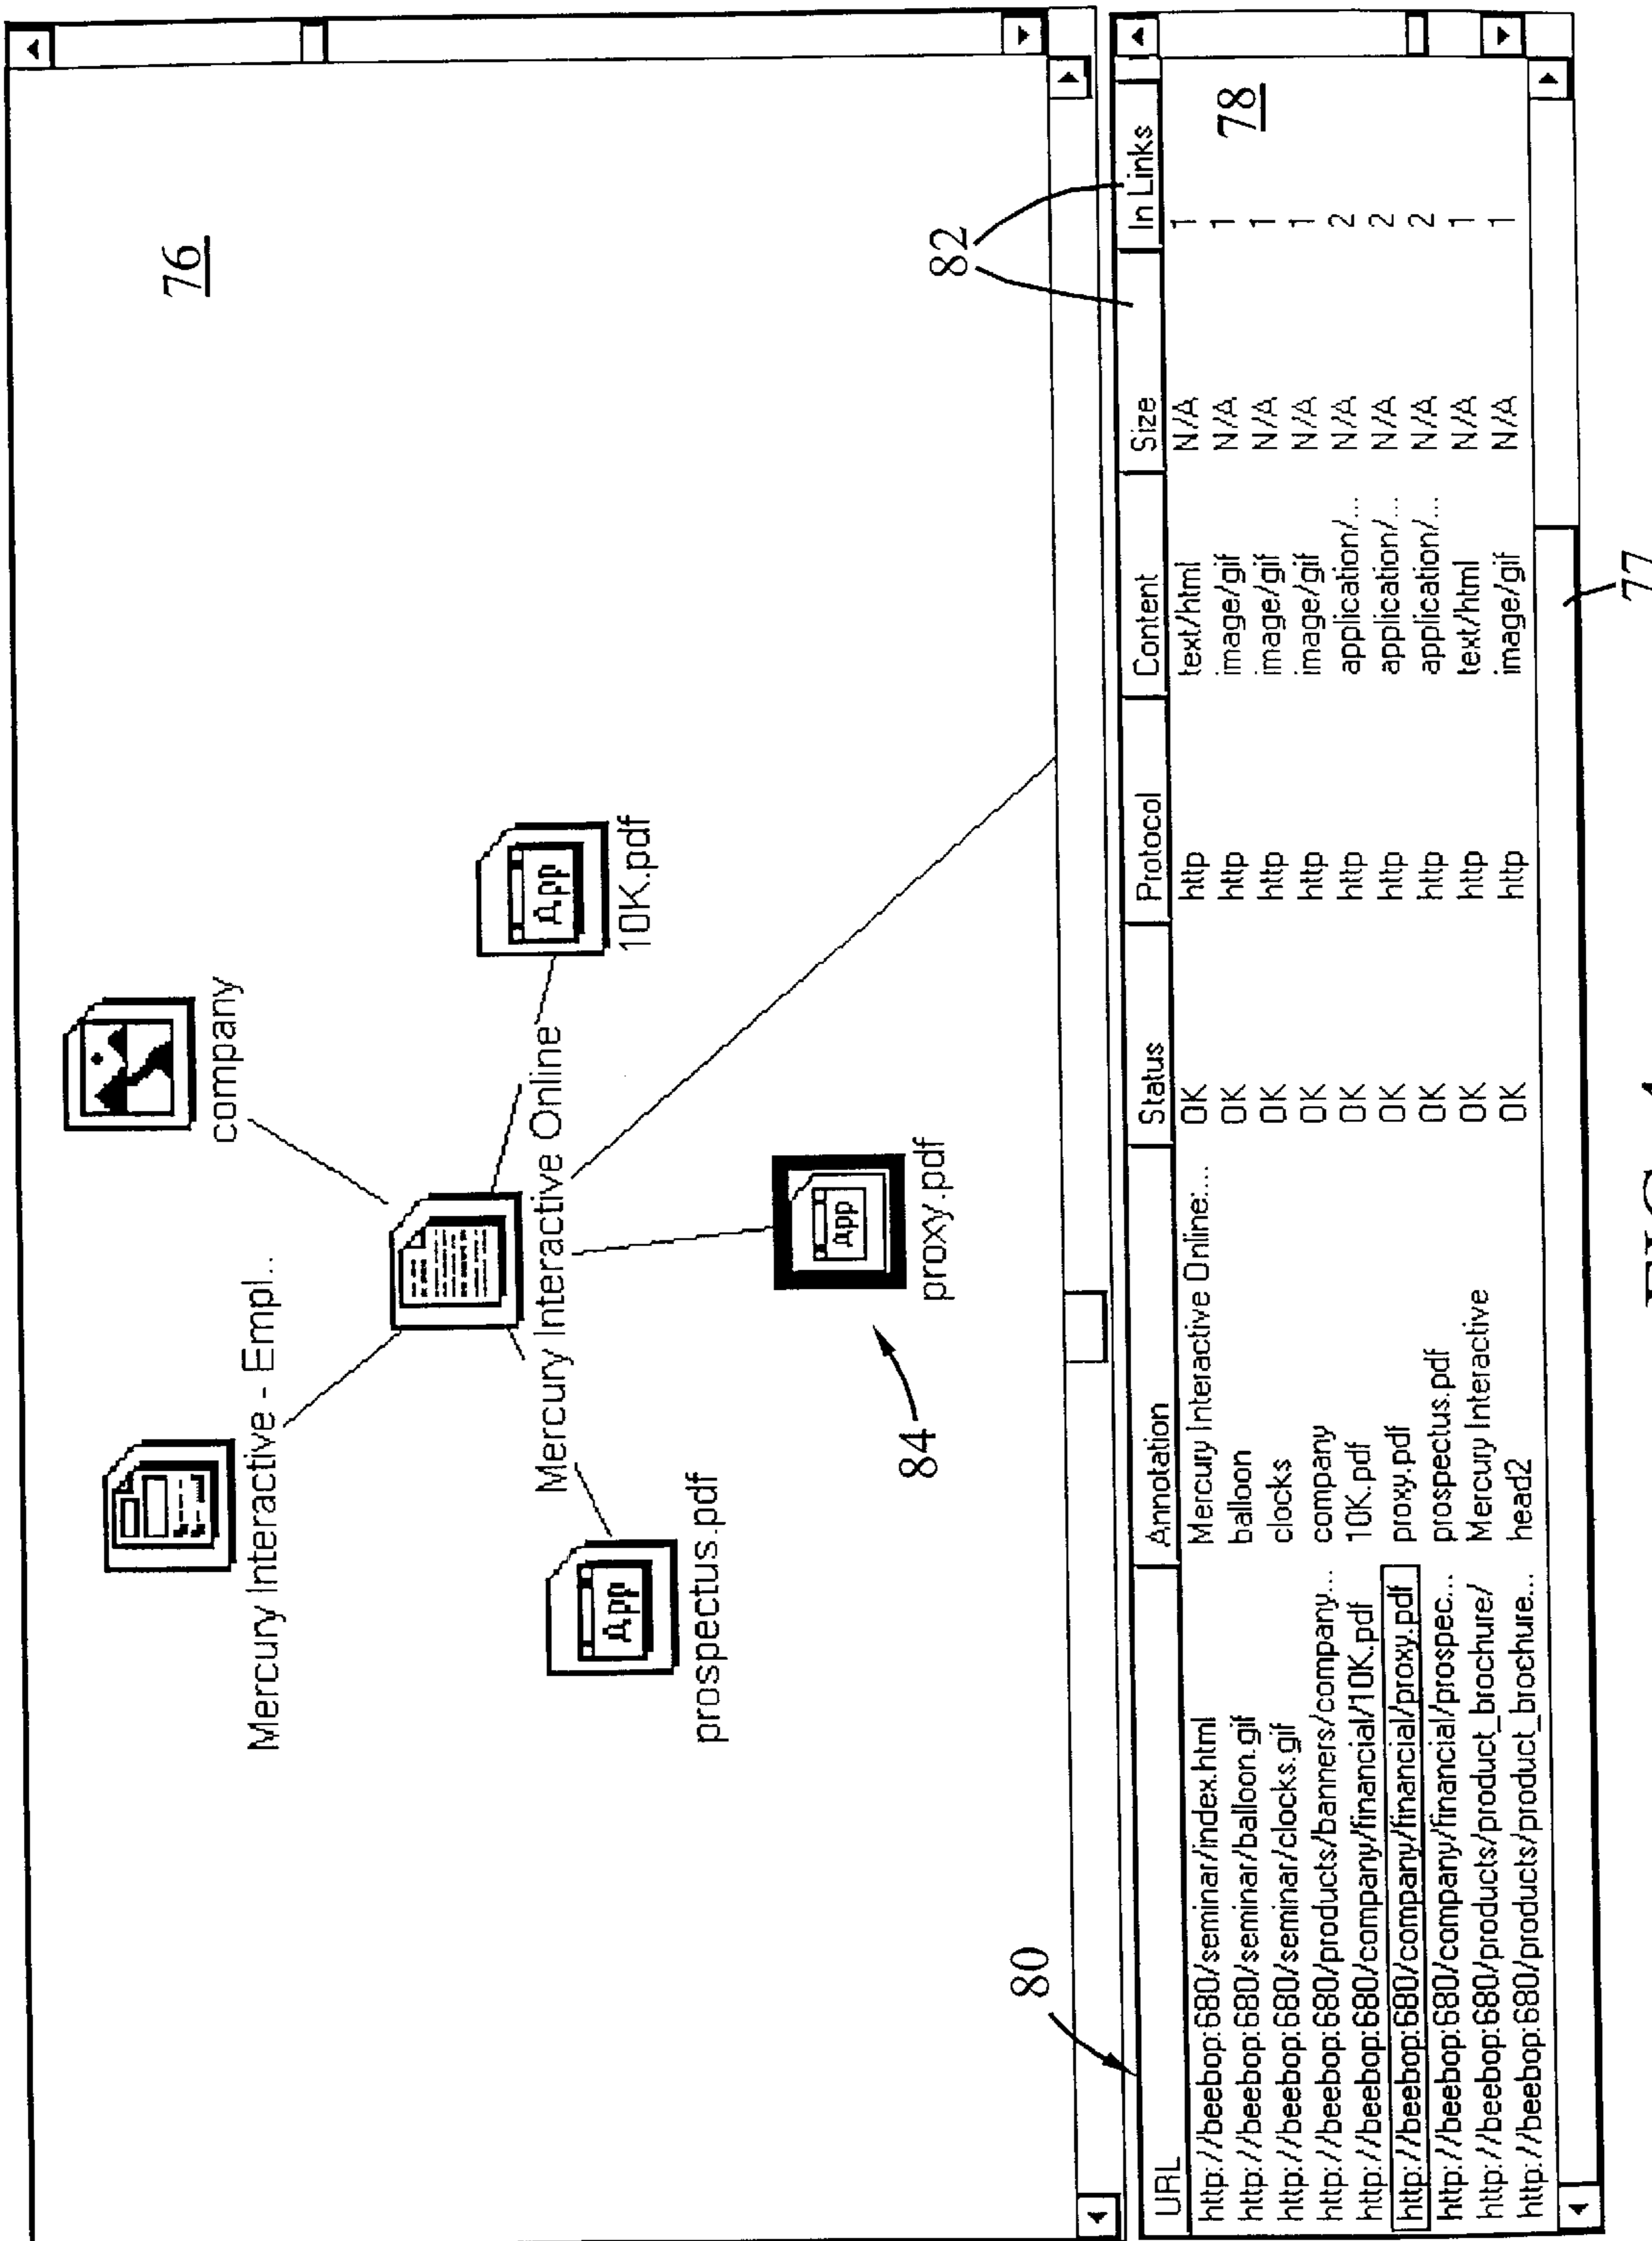 76
company
Mercury Interactive - Empl...
App
10K.pdf
Mercury Interactive Online
App
prospectus.pdf
App
proxy.pdf
84
80
82
URL Annotation Status Protocol Content Size In Links
http://beebop:680/seminar/index.html Mercury Interactive Online:... OK http text/html N/A 1
http://beebop:680/seminar/balloon.gif balloon OK http image/gif N/A 1
http://beebop:680/seminar/clocks.gif clocks OK http image/gif N/A 1
http://beebop:680/products/banners/company... company OK http image/gif N/A 1
http://beebop:680/company/financial/10K.pdf 10K.pdf OK http application/... N/A 2
http://beebop:680/company/financial/proxy.pdf proxy.pdf OK http application/... N/A 2
http://beebop:680/company/financial/prospec... prospectus.pdf OK http application/... N/A 2
http://beebop:680/products/product_brochure/ Mercury Interactive OK http text/html N/A 1
http://beebop:680/products/product_brochure... head2 OK http image/gif N/A 1
78
77